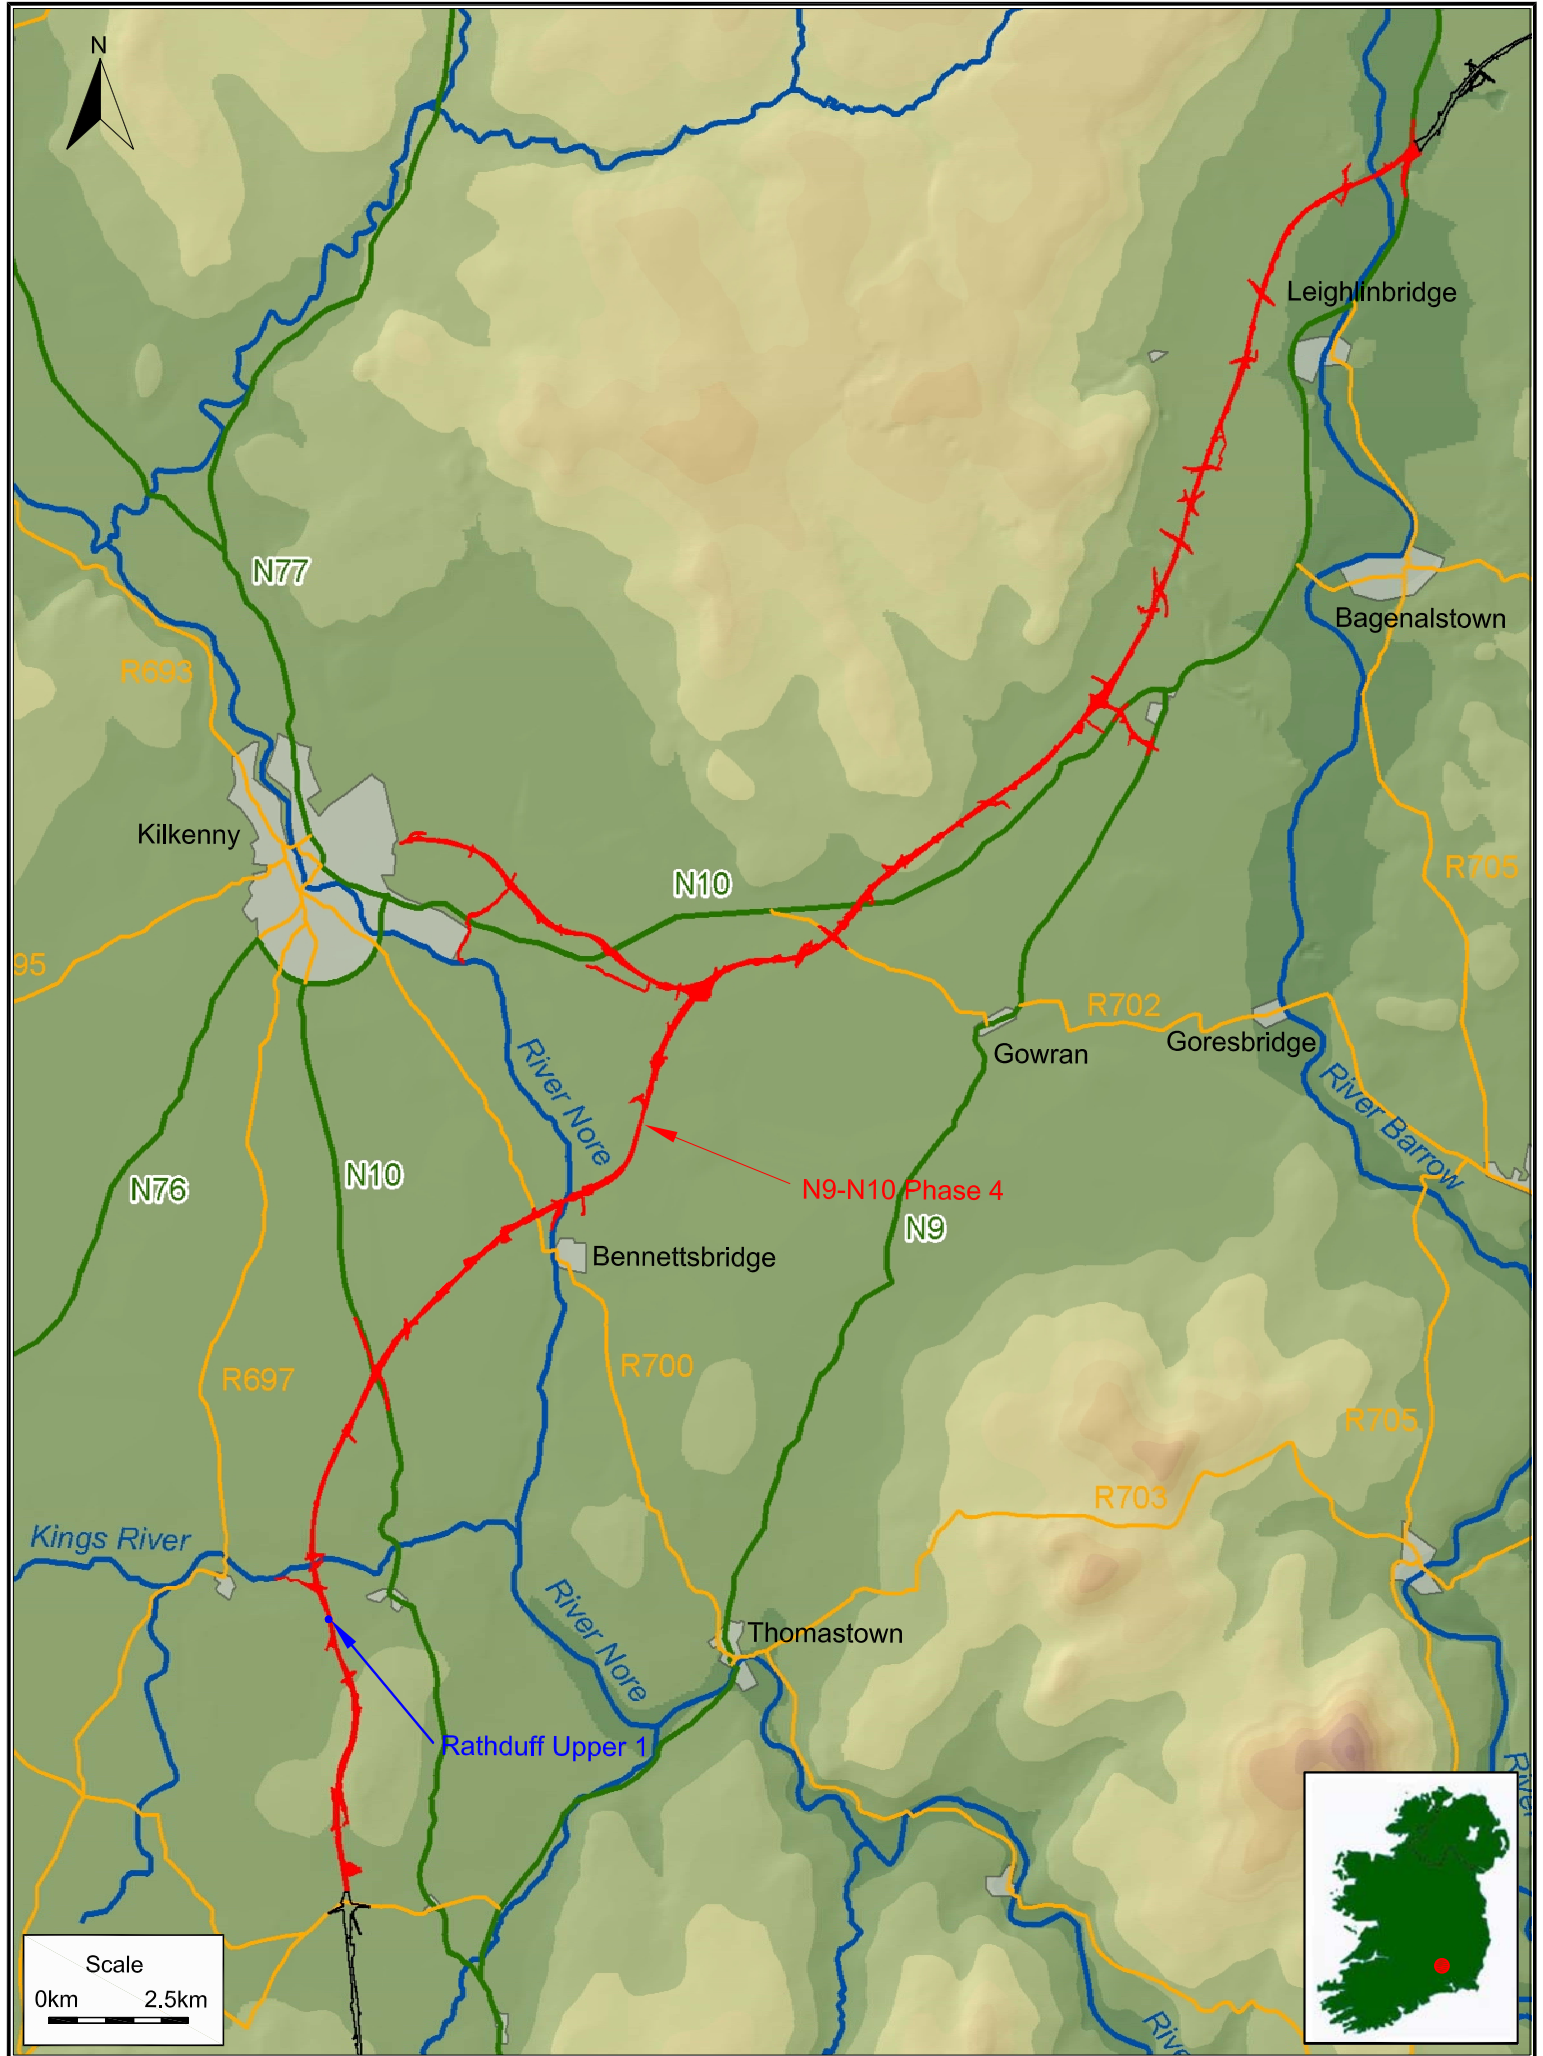 N
Leighlinbridge
N77
Bagenalstown
R693
Kilkenny
R705
N10
95
R702
Goresbridge
Gowran
River Nore
River Barrow
N76
N10
N9-N10 Phase 4
N9
Bennettsbridge
R697
R700
R705
R703
Kings River
River Nore
Thomastown
Rathduff Upper 1
River
Scale
0km 2.5km